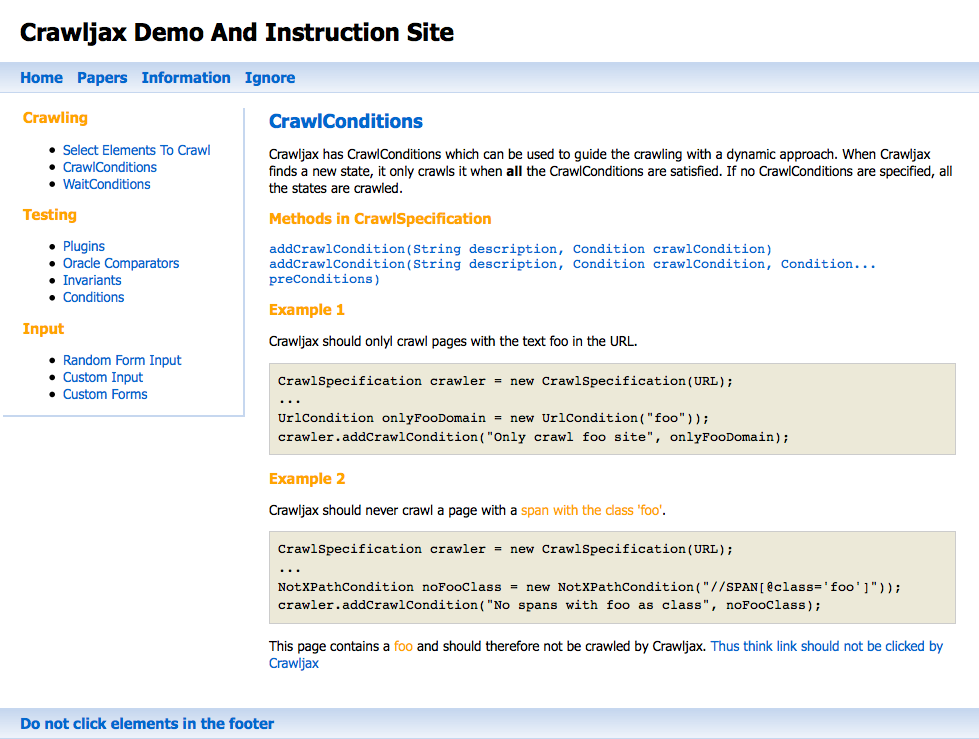 Crawljax Demo And Instruction Site
Home Papers Information Ignore
Crawling
Select Elements To Crawl
CrawlConditions
WaitConditions
Testing
Plugins
Oracle Comparators
Invariants
Conditions
Input
Random Form Input
Custom Input
Custom Forms
CrawlConditions
Crawljax has CrawlConditions which can be used to guide the crawling with a dynamic approach. When Crawljax
finds a new state, it only crawls it when all the CrawlConditions are satisfied. If no CrawlConditions are specified, all
the states are crawled.
Methods in CrawlSpecification
addCrawlCondition(String description, Condition crawlCondition)
addCrawlCondition(String description, Condition crawlCondition, Condition...
preConditions)
Example 1
Crawljax should onlyl crawl pages with the text foo in the URL.
CrawlSpecification crawler = new CrawlSpecification(URL);
...
UrlCondition onlyFooDomain = new UrlCondition("foo"));
crawler.addCrawlCondition("Only crawl foo site", onlyFooDomain);
Example 2
Crawljax should never crawl a page with a span with the class 'foo'.
CrawlSpecification crawler = new CrawlSpecification(URL);
...
NotXPathCondition noFooClass = new NotXPathCondition("//SPAN[@class='foo']"));
crawler.addCrawlCondition("No spans with foo as class", noFooClass);
This page contains a foo and should therefore not be crawled by Crawljax. Thus think link should not be clicked by
Crawljax
Do not click elements in the footer